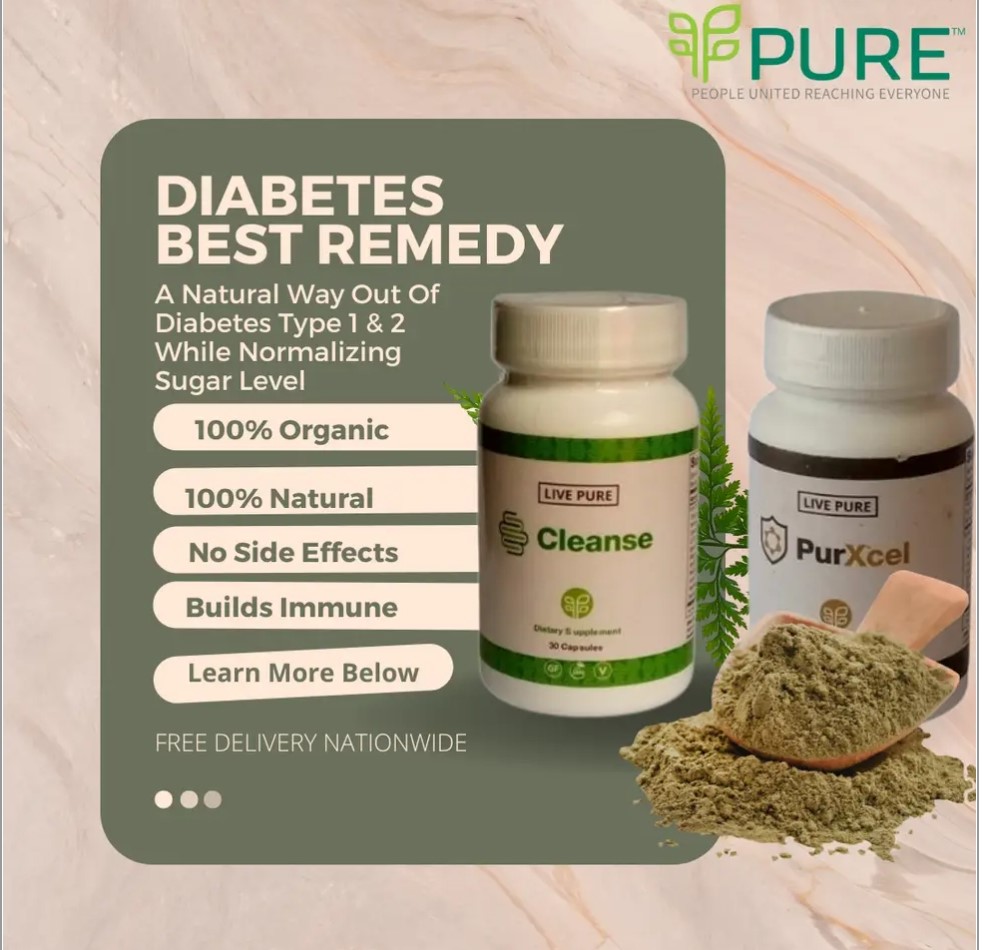 PURE™
PEOPLE UNITED REACHING EVERYONE
DIABETES
BEST REMEDY
A Natural Way Out Of
Diabetes Type 1 & 2
While Normalizing
Sugar Level
100% Organic
100% Natural
No Side Effects
Builds Immune
Learn More Below
FREE DELIVERY NATIONWIDE
LIVE PURE
Cleanse
Dietary Supplement
30 Capsules
GF
V
LIVE PURE
PurXcel